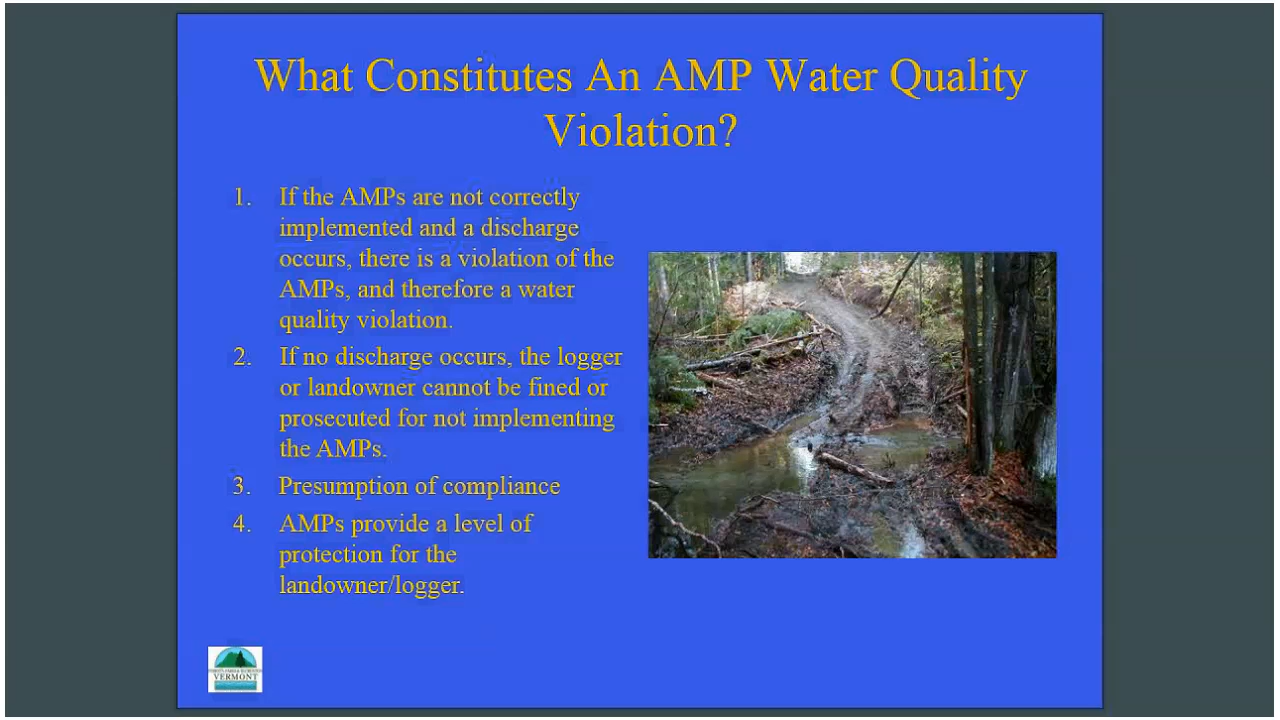 What Constitutes An AMP Water Quality
Violation?
1. If the AMPs are not correctly
implemented and a discharge
occurs, there is a violation of the
AMPs, and therefore a water
quality violation.
2. If no discharge occurs, the logger
or landowner cannot be fined or
prosecuted for not implementing
the AMPs.
3. Presumption of compliance
4. AMPs provide a level of
protection for the
landowner/logger.
VERMONT